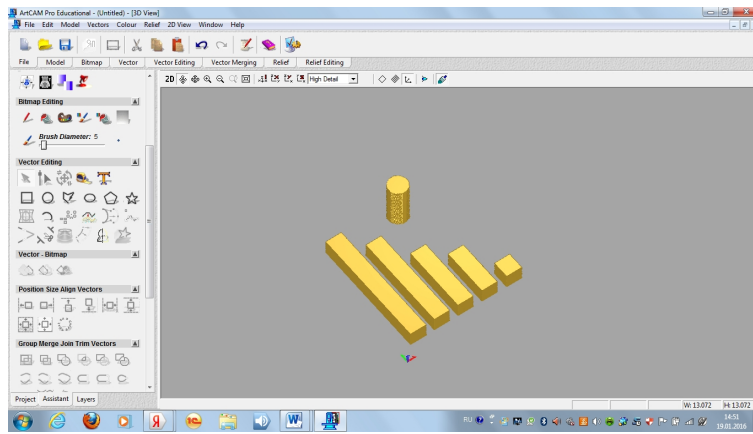 ArtCAM Pro Educational - (Untitled) - [3D View]
File Edit Model Vectors Colour Relief 2D View Window Help
File Model Bitmap Vector Vector Editing Vector Merging Relief Relief Editing
2D High Detail
Bitmap Editing
Brush Diameter: 5
Vector Editing
Vector - Bitmap
Position Size Align Vectors
Group Merge Join Trim Vectors
Project Assistant Layers
W: 13.072 H: 13.072
RU
14:51
19.01.2016